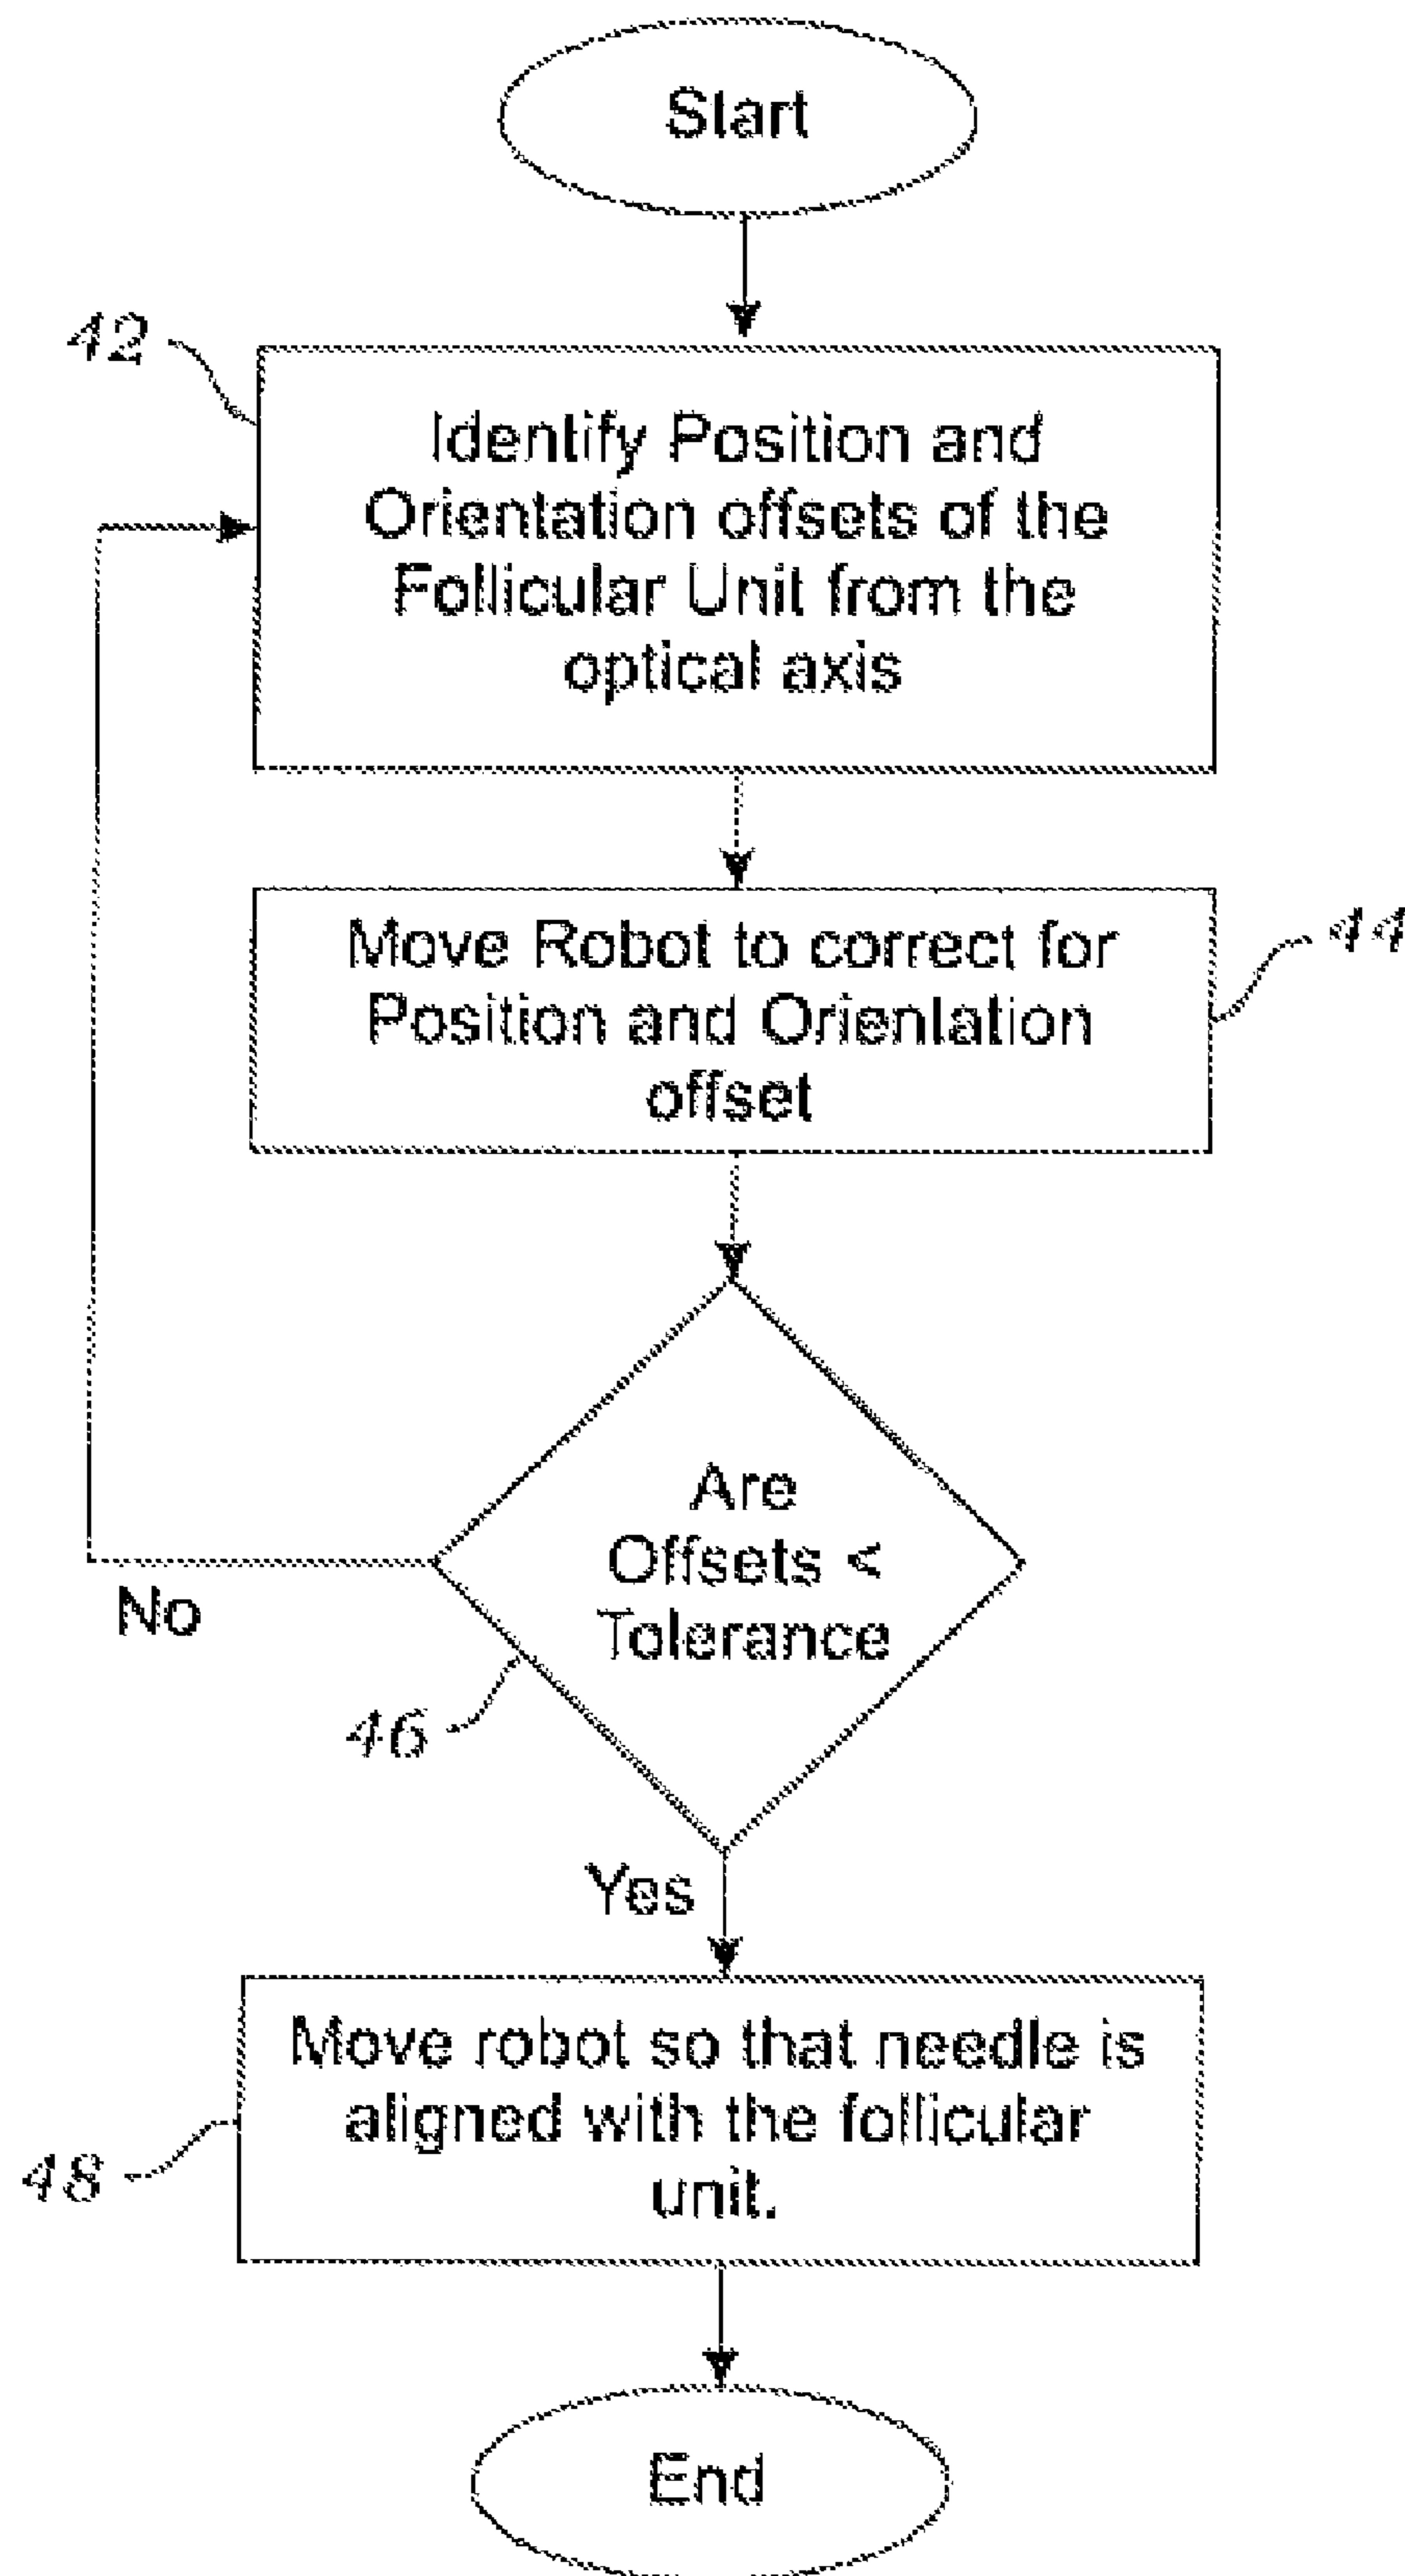 Start
42
Identify Position and
Orientation offsets of the
Follicular Unit from the
optical axis
Move Robot to correct for
Position and Orientation
offset
44
Are
Offsets <
Tolerance
No
46
Yes
Move robot so that needle is
aligned with the follicular
unit.
48
End